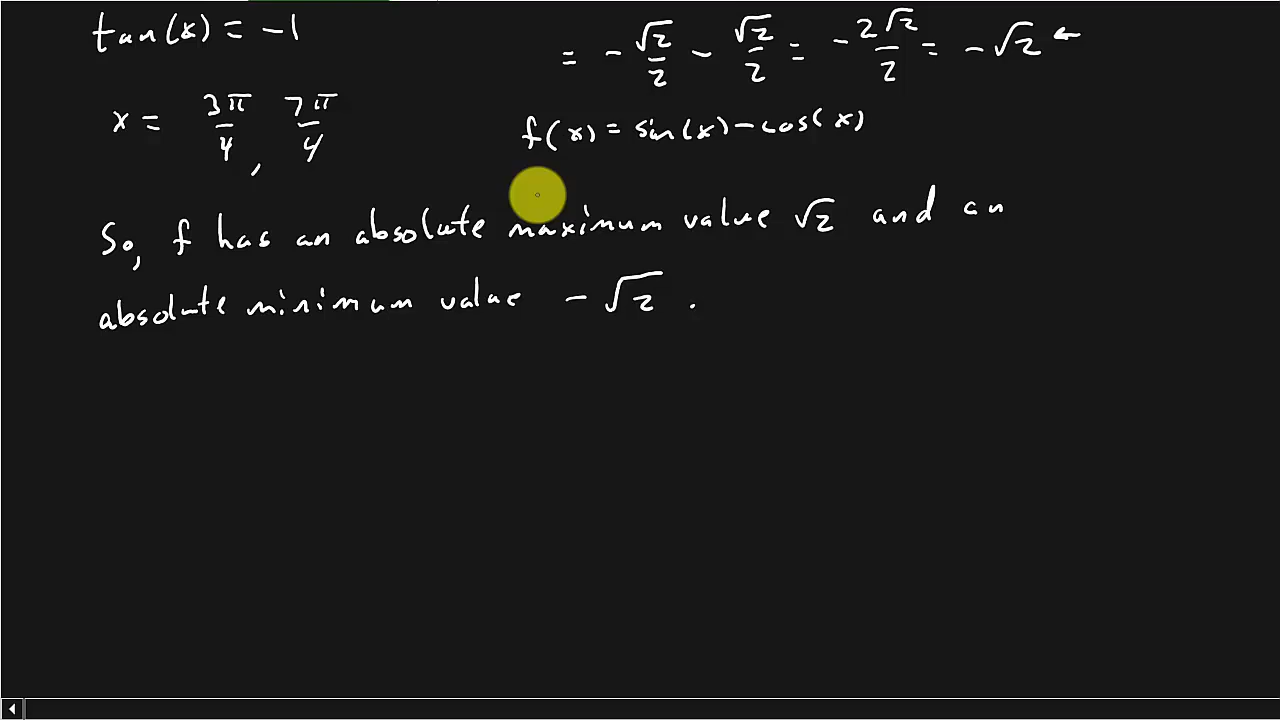 tan(x) = -1
= - √2/2 - √2/2 = - 2√2/2 = - √2 ←
x = 3π/4, 7π/4
f(x) = sin(x) - cos(x)
So, f has an absolute maximum value √2 and an
absolute minimum value - √2 .